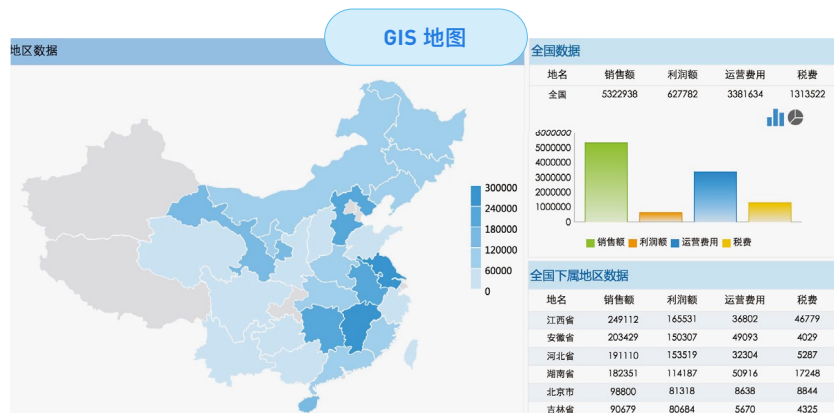 GIS 地图
地区数据
300000
240000
180000
120000
60000
0
全国数据
地名 销售额 利润额 运营费用 税费
全国 5322938 627782 3381634 1313522
6000000
5000000
4000000
3000000
2000000
1000000
0
销售额 利润额 运营费用 税费
全国下属地区数据
地名 销售额 利润额 运营费用 税费
江西省 249112 165531 36802 46779
安徽省 203429 150307 49093 4029
河北省 191110 153519 32304 5287
湖南省 182351 114187 50916 17248
北京市 98800 81318 8638 8844
吉林省 90679 80684 5670 4325